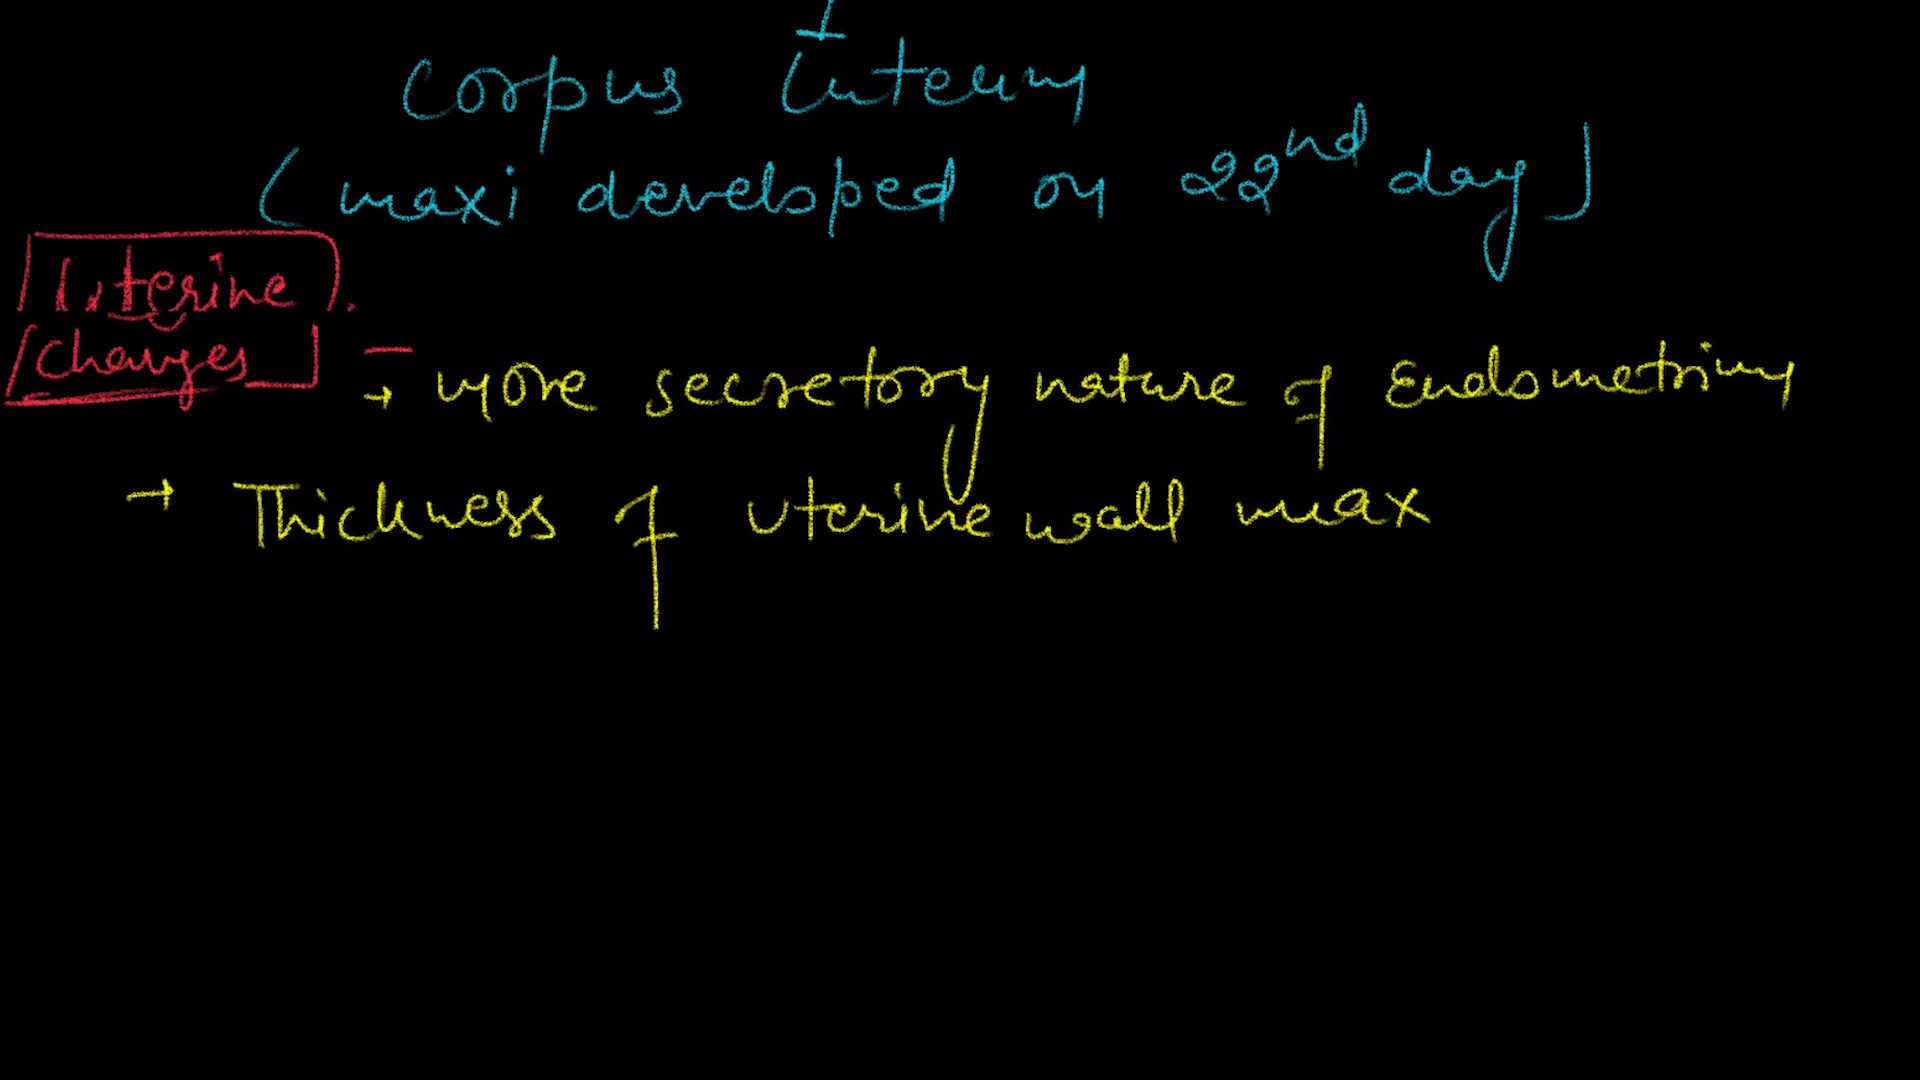 Corpus luteum
(maxi developed on 22nd day)
Uterine
changes
→ more secretory nature of Endometrium
→ Thickness of uterine wall max